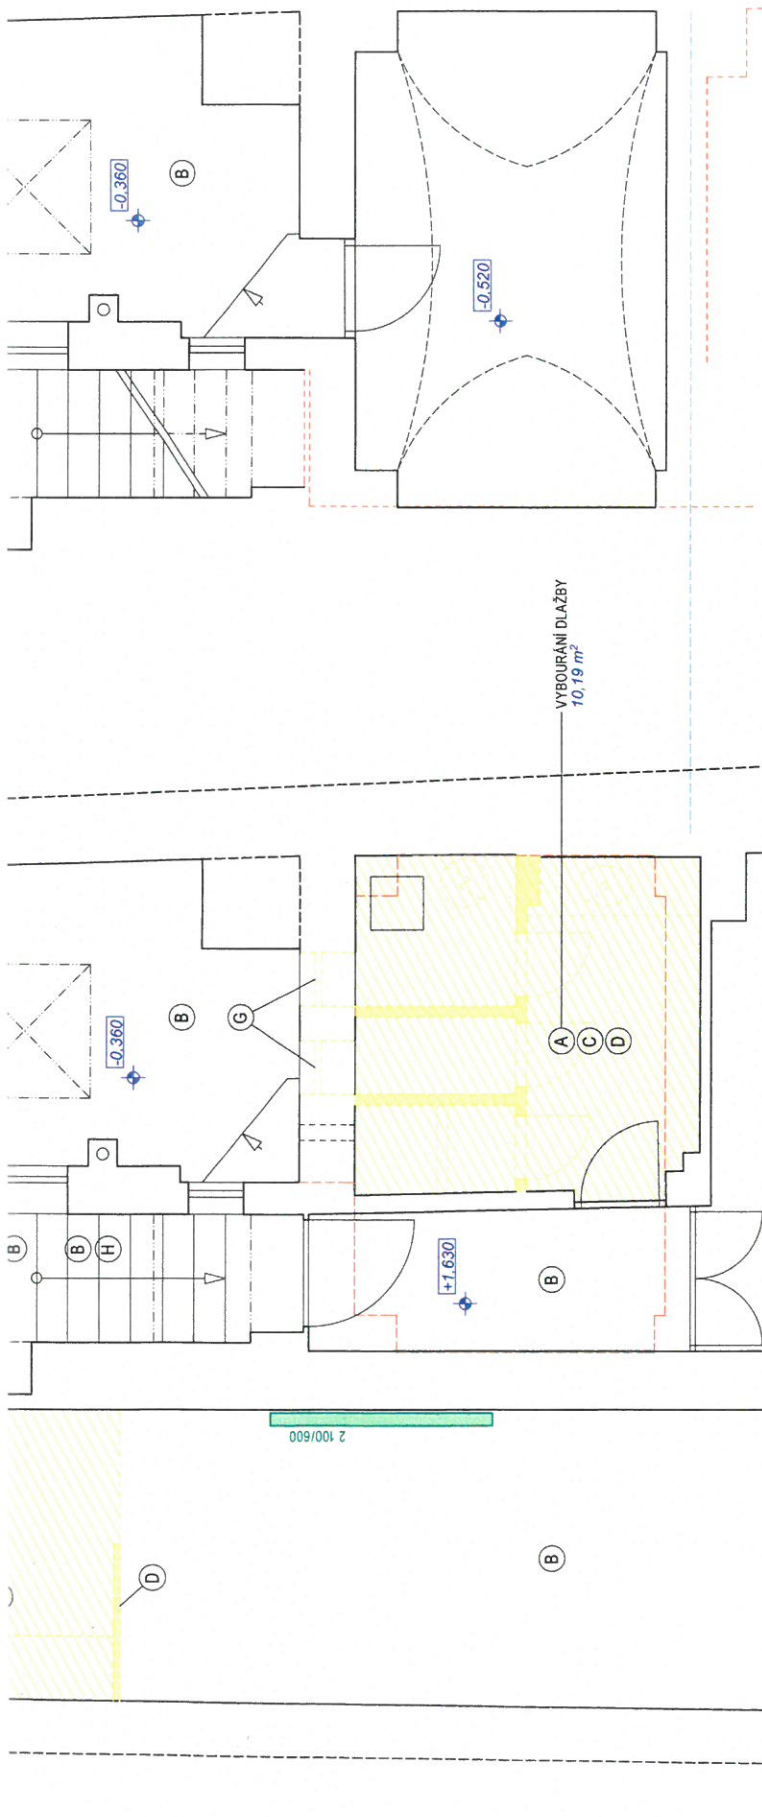 -0,360
B
-0,520
VYBOURÁNÍ DLAŽBY
10,19 m²
-0,360
B
G
A
C
D
B
B
H
+1,630
B
2 100/600
D
B